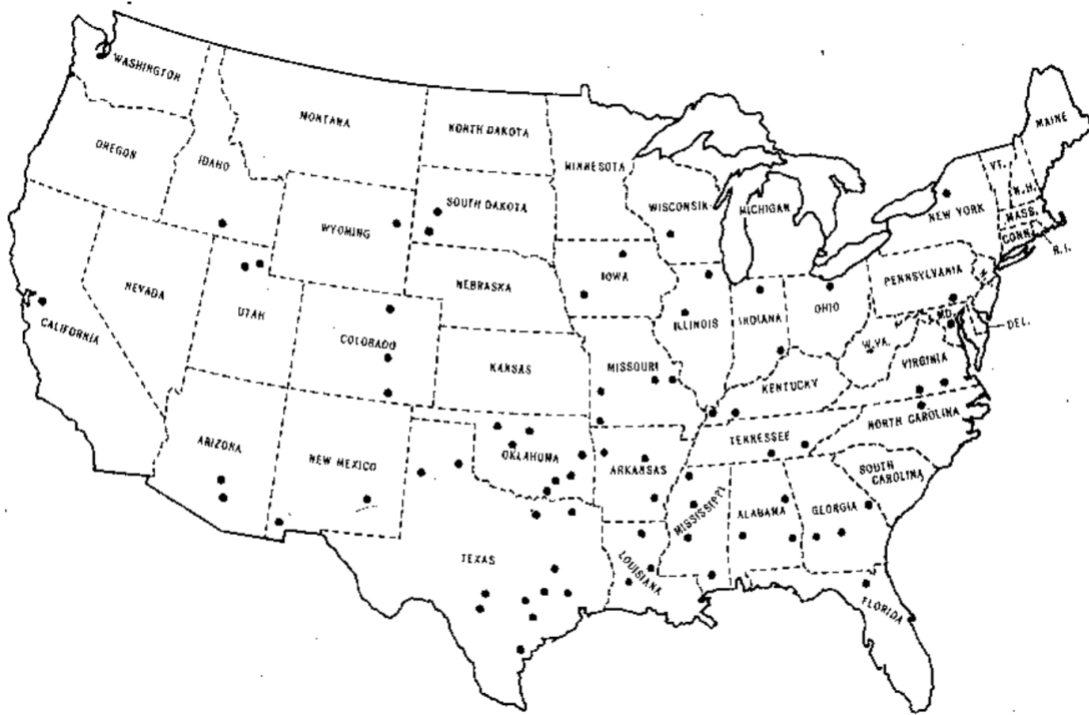 WASHINGTON
MONTANA
NORTH DAKOTA
MINNESOTA
MAINE
OREGON
IDAHO
VT.
N.H.
SOUTH DAKOTA
WISCONSIN
MICHIGAN
NEW YORK
MASS.
CONN.
R.I.
WYOMING
IOWA
PENNSYLVANIA
N.
NEBRASKA
NEVADA
UTAH
ILLINOIS
INDIANA
OHIO
MD.
DEL.
CALIFORNIA
COLORADO
W.VA.
VIRGINIA
KANSAS
MISSOURI
KENTUCKY
NORTH CAROLINA
ARIZONA
NEW MEXICO
OKLAHOMA
ARKANSAS
TENNESSEE
SOUTH CAROLINA
MISSISSIPPI
ALABAMA
GEORGIA
TEXAS
LOUISIANA
FLORIDA